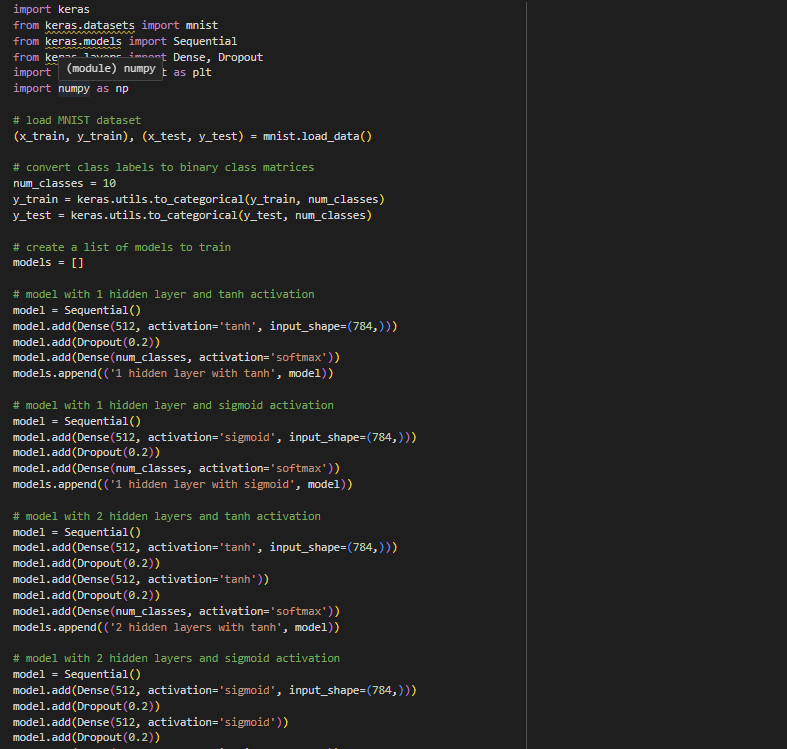 import keras
from keras.datasets import mnist
from keras.models import Sequential
from keras.layers import Dense, Dropout
(module) numpy
import t as plt
import numpy as np
# load MNIST dataset
(x_train, y_train), (x_test, y_test) = mnist.load_data()
# convert class labels to binary class matrices
num_classes = 10
y_train = keras.utils.to_categorical(y_train, num_classes)
y_test = keras.utils.to_categorical(y_test, num_classes)
# create a list of models to train
models = []
# model with 1 hidden layer and tanh activation
model = Sequential()
model.add(Dense(512, activation='tanh', input_shape=(784,)))
model.add(Dropout(0.2))
model.add(Dense(num_classes, activation='softmax'))
models.append(('1 hidden layer with tanh', model))
# model with 1 hidden layer and sigmoid activation
model = Sequential()
model.add(Dense(512, activation='sigmoid', input_shape=(784,)))
model.add(Dropout(0.2))
model.add(Dense(num_classes, activation='softmax'))
models.append(('1 hidden layer with sigmoid', model))
# model with 2 hidden layers and tanh activation
model = Sequential()
model.add(Dense(512, activation='tanh', input_shape=(784,)))
model.add(Dropout(0.2))
model.add(Dense(512, activation='tanh'))
model.add(Dropout(0.2))
model.add(Dense(num_classes, activation='softmax'))
models.append(('2 hidden layers with tanh', model))
# model with 2 hidden layers and sigmoid activation
model = Sequential()
model.add(Dense(512, activation='sigmoid', input_shape=(784,)))
model.add(Dropout(0.2))
model.add(Dense(512, activation='sigmoid'))
model.add(Dropout(0.2))